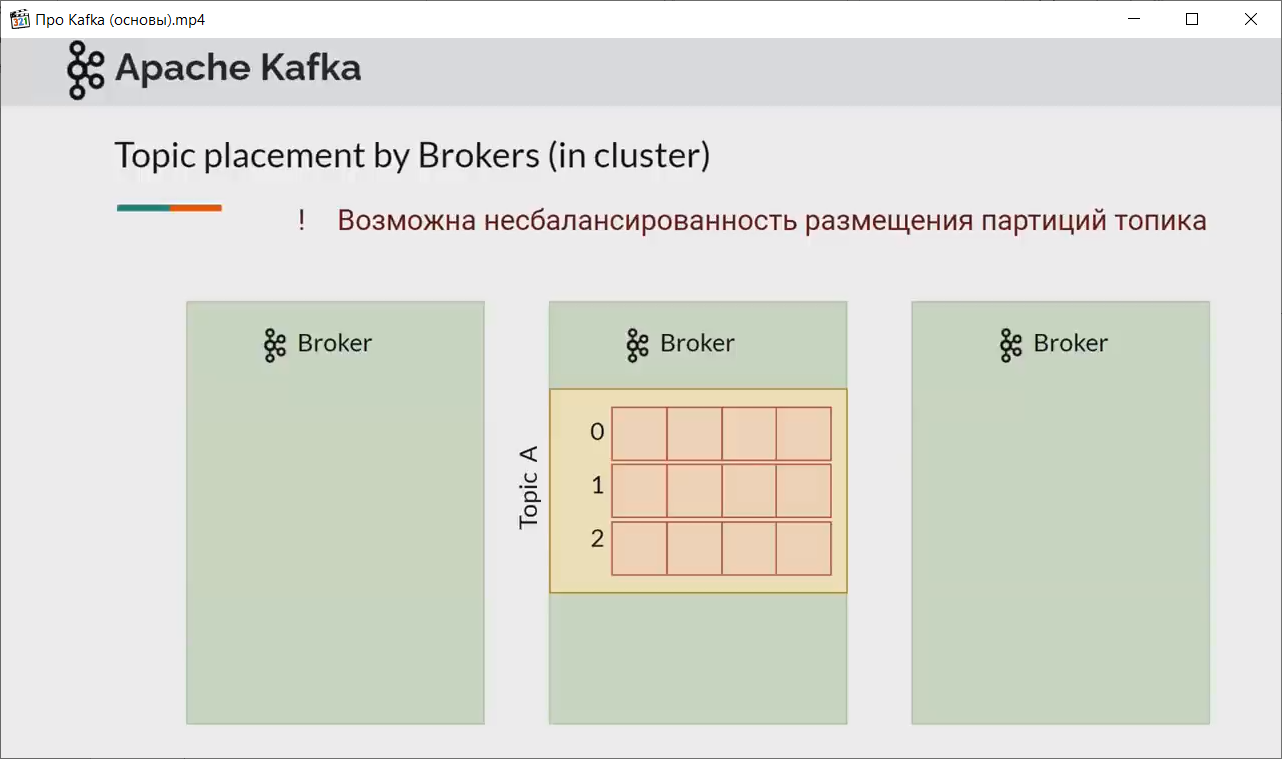 Про Kafka (основы).mp4
Apache Kafka
Topic placement by Brokers (in cluster)
! Возможна несбалансированность размещения партиций топика
Broker
Broker
Broker
Topic A
0
1
2